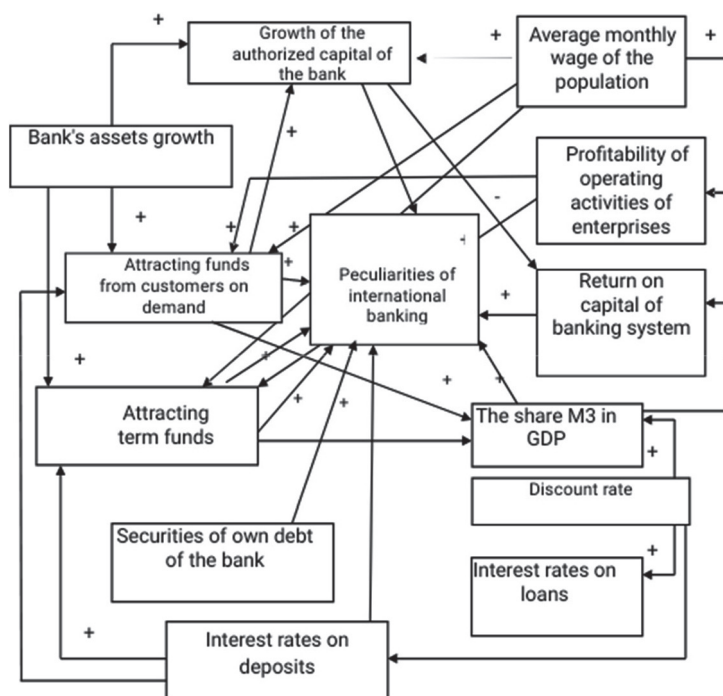 Growth of the
authorized capital of
the bank
Average monthly
wage of the
population
Bank's assets growth
Profitability of
operating
activities of
enterprises
Attracting funds
from customers on
demand
Peculiarities of
international
banking
Return on
capital of
banking system
Attracting
term funds
The share M3 in
GDP
Discount rate
Securities of own debt
of the bank
Interest rates on
loans
Interest rates on
deposits
+
+
+
+
+
+
+
-
+
+
+
+
+
+
+
+
+
+
+
+